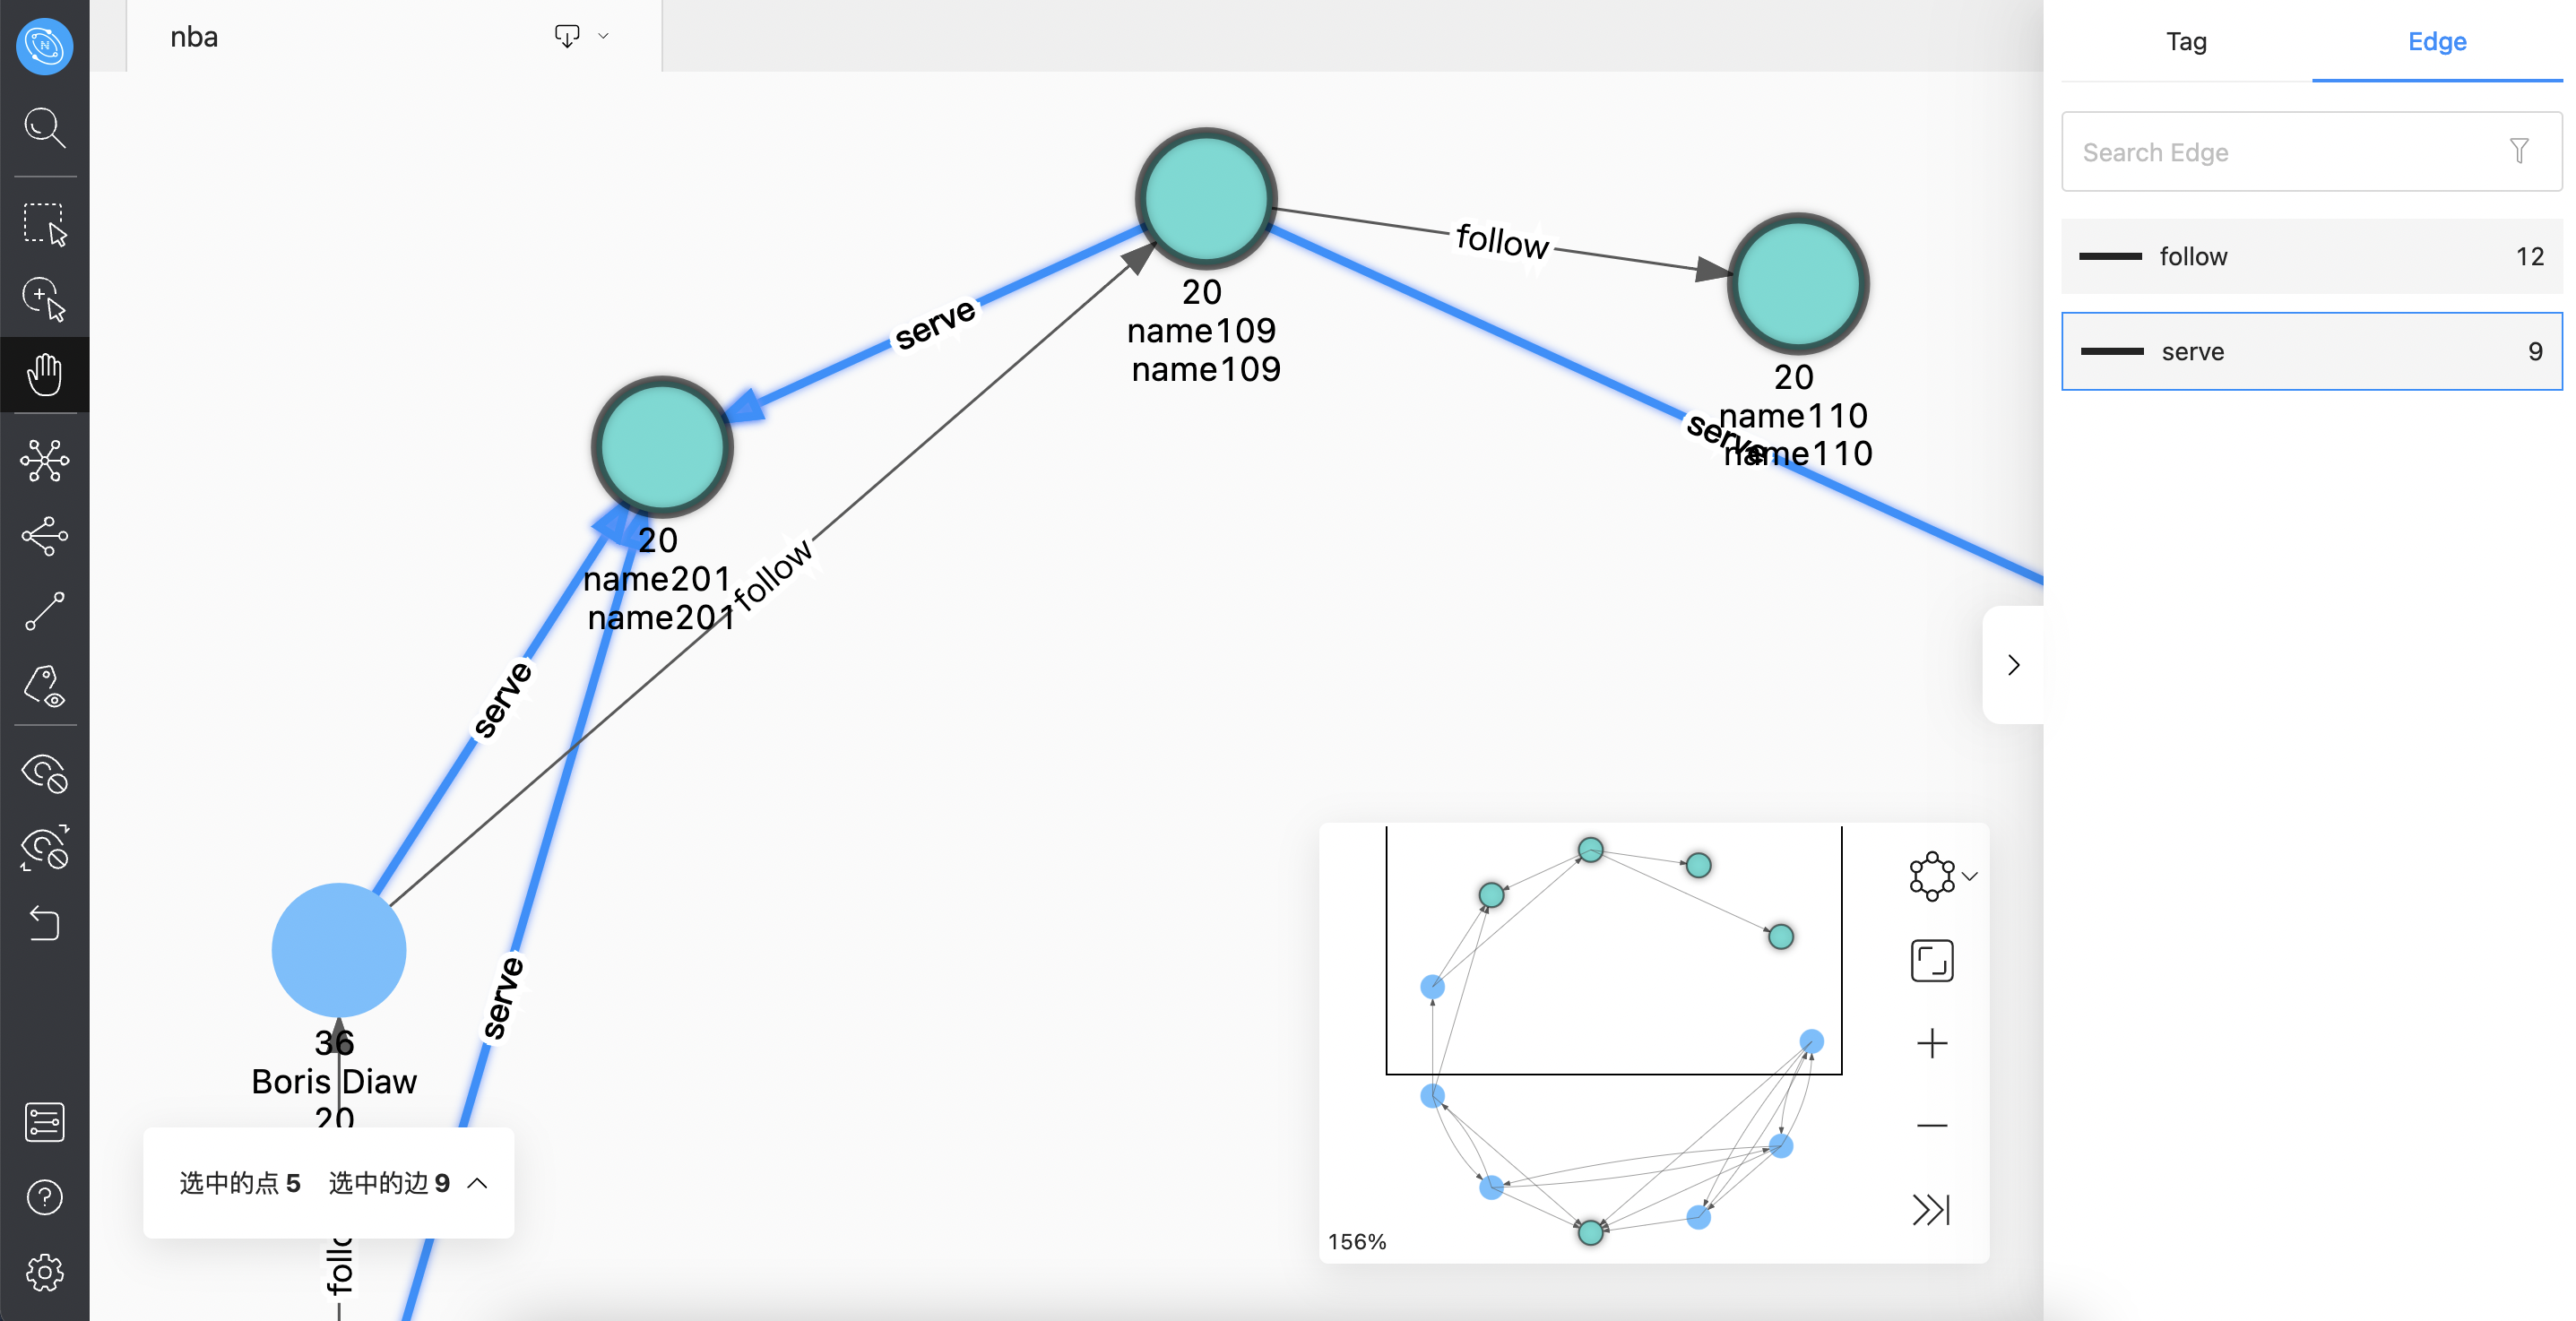 nba
Tag
Edge
Search Edge
follow 12
serve 9
follow
20
name109
name109
serve
20
name110
name110
serve
20
name201
name201
follow
serve
serve
36
Boris Diaw
20
选中的点 5 选中的边 9
156%